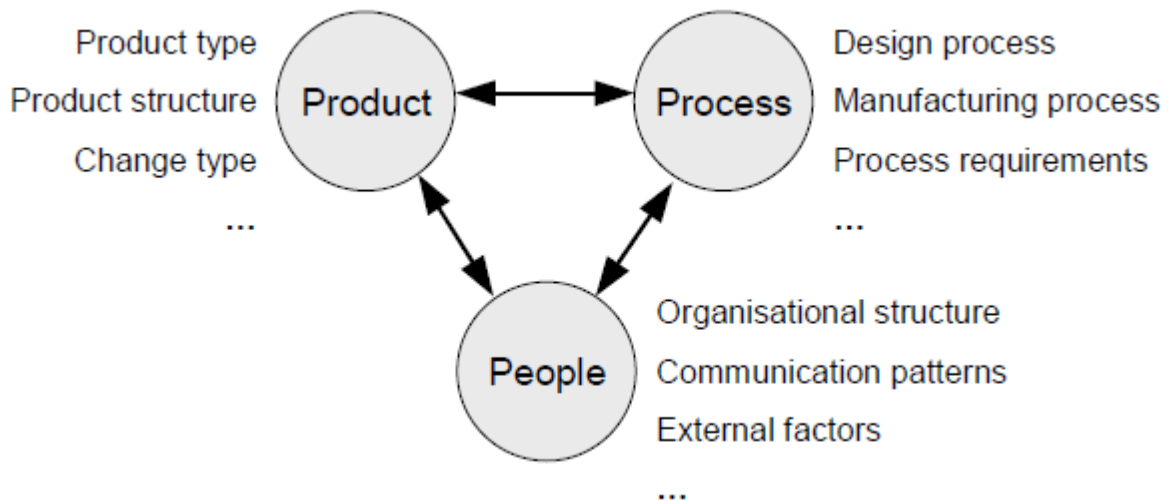 Product type
Product structure
Change type
...
Product
Process
Design process
Manufacturing process
Process requirements
...
People
Organisational structure
Communication patterns
External factors
...